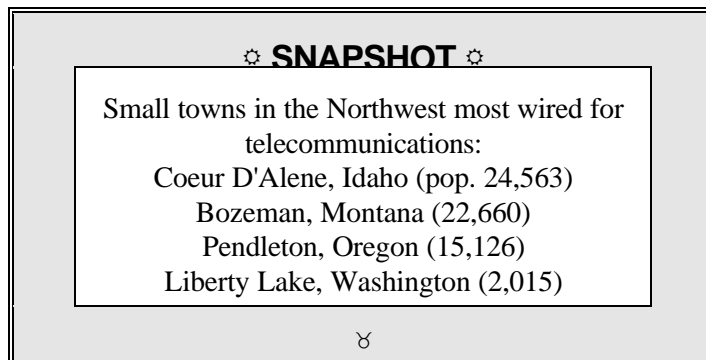 ☼ SNAPSHOT ☼
Small towns in the Northwest most wired for
telecommunications:
Coeur D'Alene, Idaho (pop. 24,563)
Bozeman, Montana (22,660)
Pendleton, Oregon (15,126)
Liberty Lake, Washington (2,015)
♉